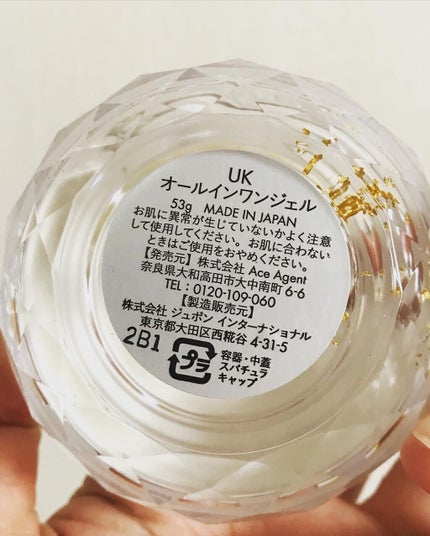 UK
オールインワンジェル
53g MADE IN JAPAN
お肌に異常が生じていないかよく注意
して使用してください。お肌に合わない
ときはご使用をおやめください。
【発売元】株式会社 Ace Agent
奈良県大和高田市大中南町 6-6
TEL : 0120-109-060
【製造販売元】
株式会社 ジュポン インターナショナル
東京都大田区西糀谷 4-31-5
2B1
プラ
容器・中蓋
スパチュラ
キャップ